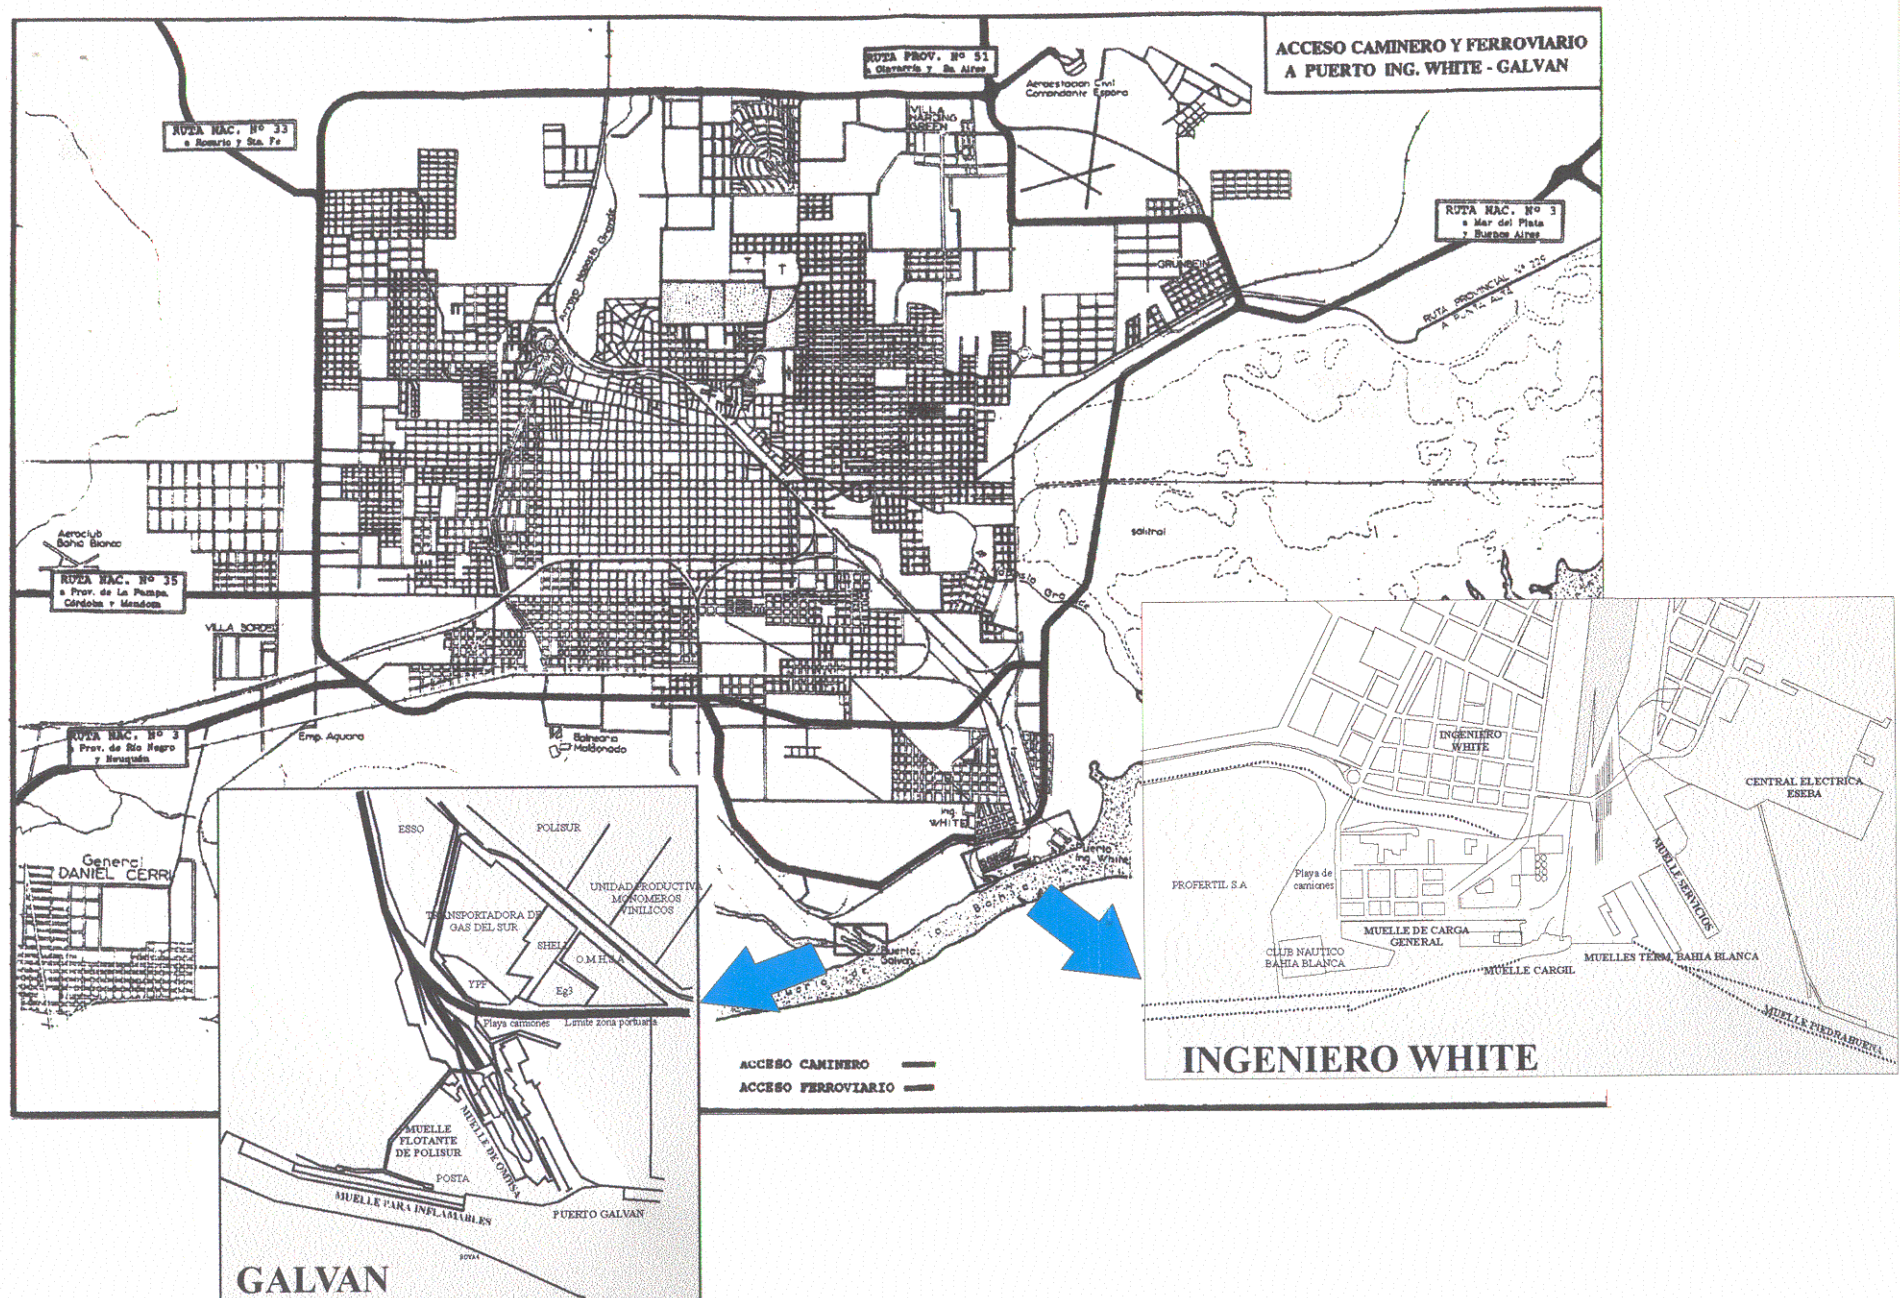 ACCESO CAMINERO Y FERROVIARIO
A PUERTO ING. WHITE - GALVAN
RUTA PROV. Nº 51
a Olavarria y Bs Aires
Aeroestacion Civil
Comandante Espora
VILLA
HARDING
GREEN
RUTA NAC. Nº 33
a Rosario y Sta. Fe
RUTA NAC. Nº 3
a Mar del Plata
y Buenos Aires
Arroyo Napostá Grande
GRUNBEIN
RUTA PROVINCIAL Nº 229
A PUNTA ALTA
Aeroclub
Bahia Blanca
salitral
RUTA NAC. Nº 35
a Prov. de La Pampa,
Córdoba y Mendoza
VILLA BORDEU
RUTA NAC. Nº 3
a Prov. de Río Negro
y Neuquén
Emp. Aguara
Balneario
Maldonado
General
DANIEL CERRI
Ing.
WHITE
Puerto
Ing. White
Puerto
Galvan
ACCESO CAMINERO
ACCESO FERROVIARIO
ESSO
POLISUR
UNIDAD PRODUCTIVA
MONOMEROS
VINILICOS
TRANSPORTADORA DE
GAS DEL SUR
SHELL
O.M.H.S.A
YPF
Eg3
Playa camiones
Limite zona portuaria
MUELLE
FLOTANTE
DE POLISUR
MUELLE DE OMHSA
POSTA
MUELLE PARA INFLAMABLES
PUERTO GALVAN
BOYAS
GALVAN
INGENIERO
WHITE
CENTRAL ELECTRICA
ESEBA
PROFERTIL S.A
Playa de
camiones
MUELLE SERVICIOS
MUELLE DE CARGA
GENERAL
CLUB NAUTICO
BAHIA BLANCA
MUELLE CARGIL
MUELLES TERM. BAHIA BLANCA
MUELLE PIEDRABUENA
INGENIERO WHITE